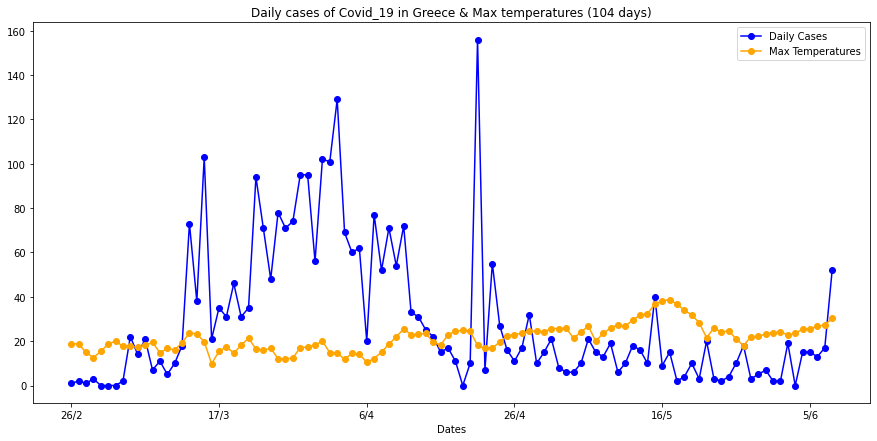 Daily cases of Covid_19 in Greece & Max temperatures (104 days)
Daily Cases
Max Temperatures
160
140
120
100
80
60
40
20
0
26/2 17/3 6/4 26/4 16/5 5/6
Dates